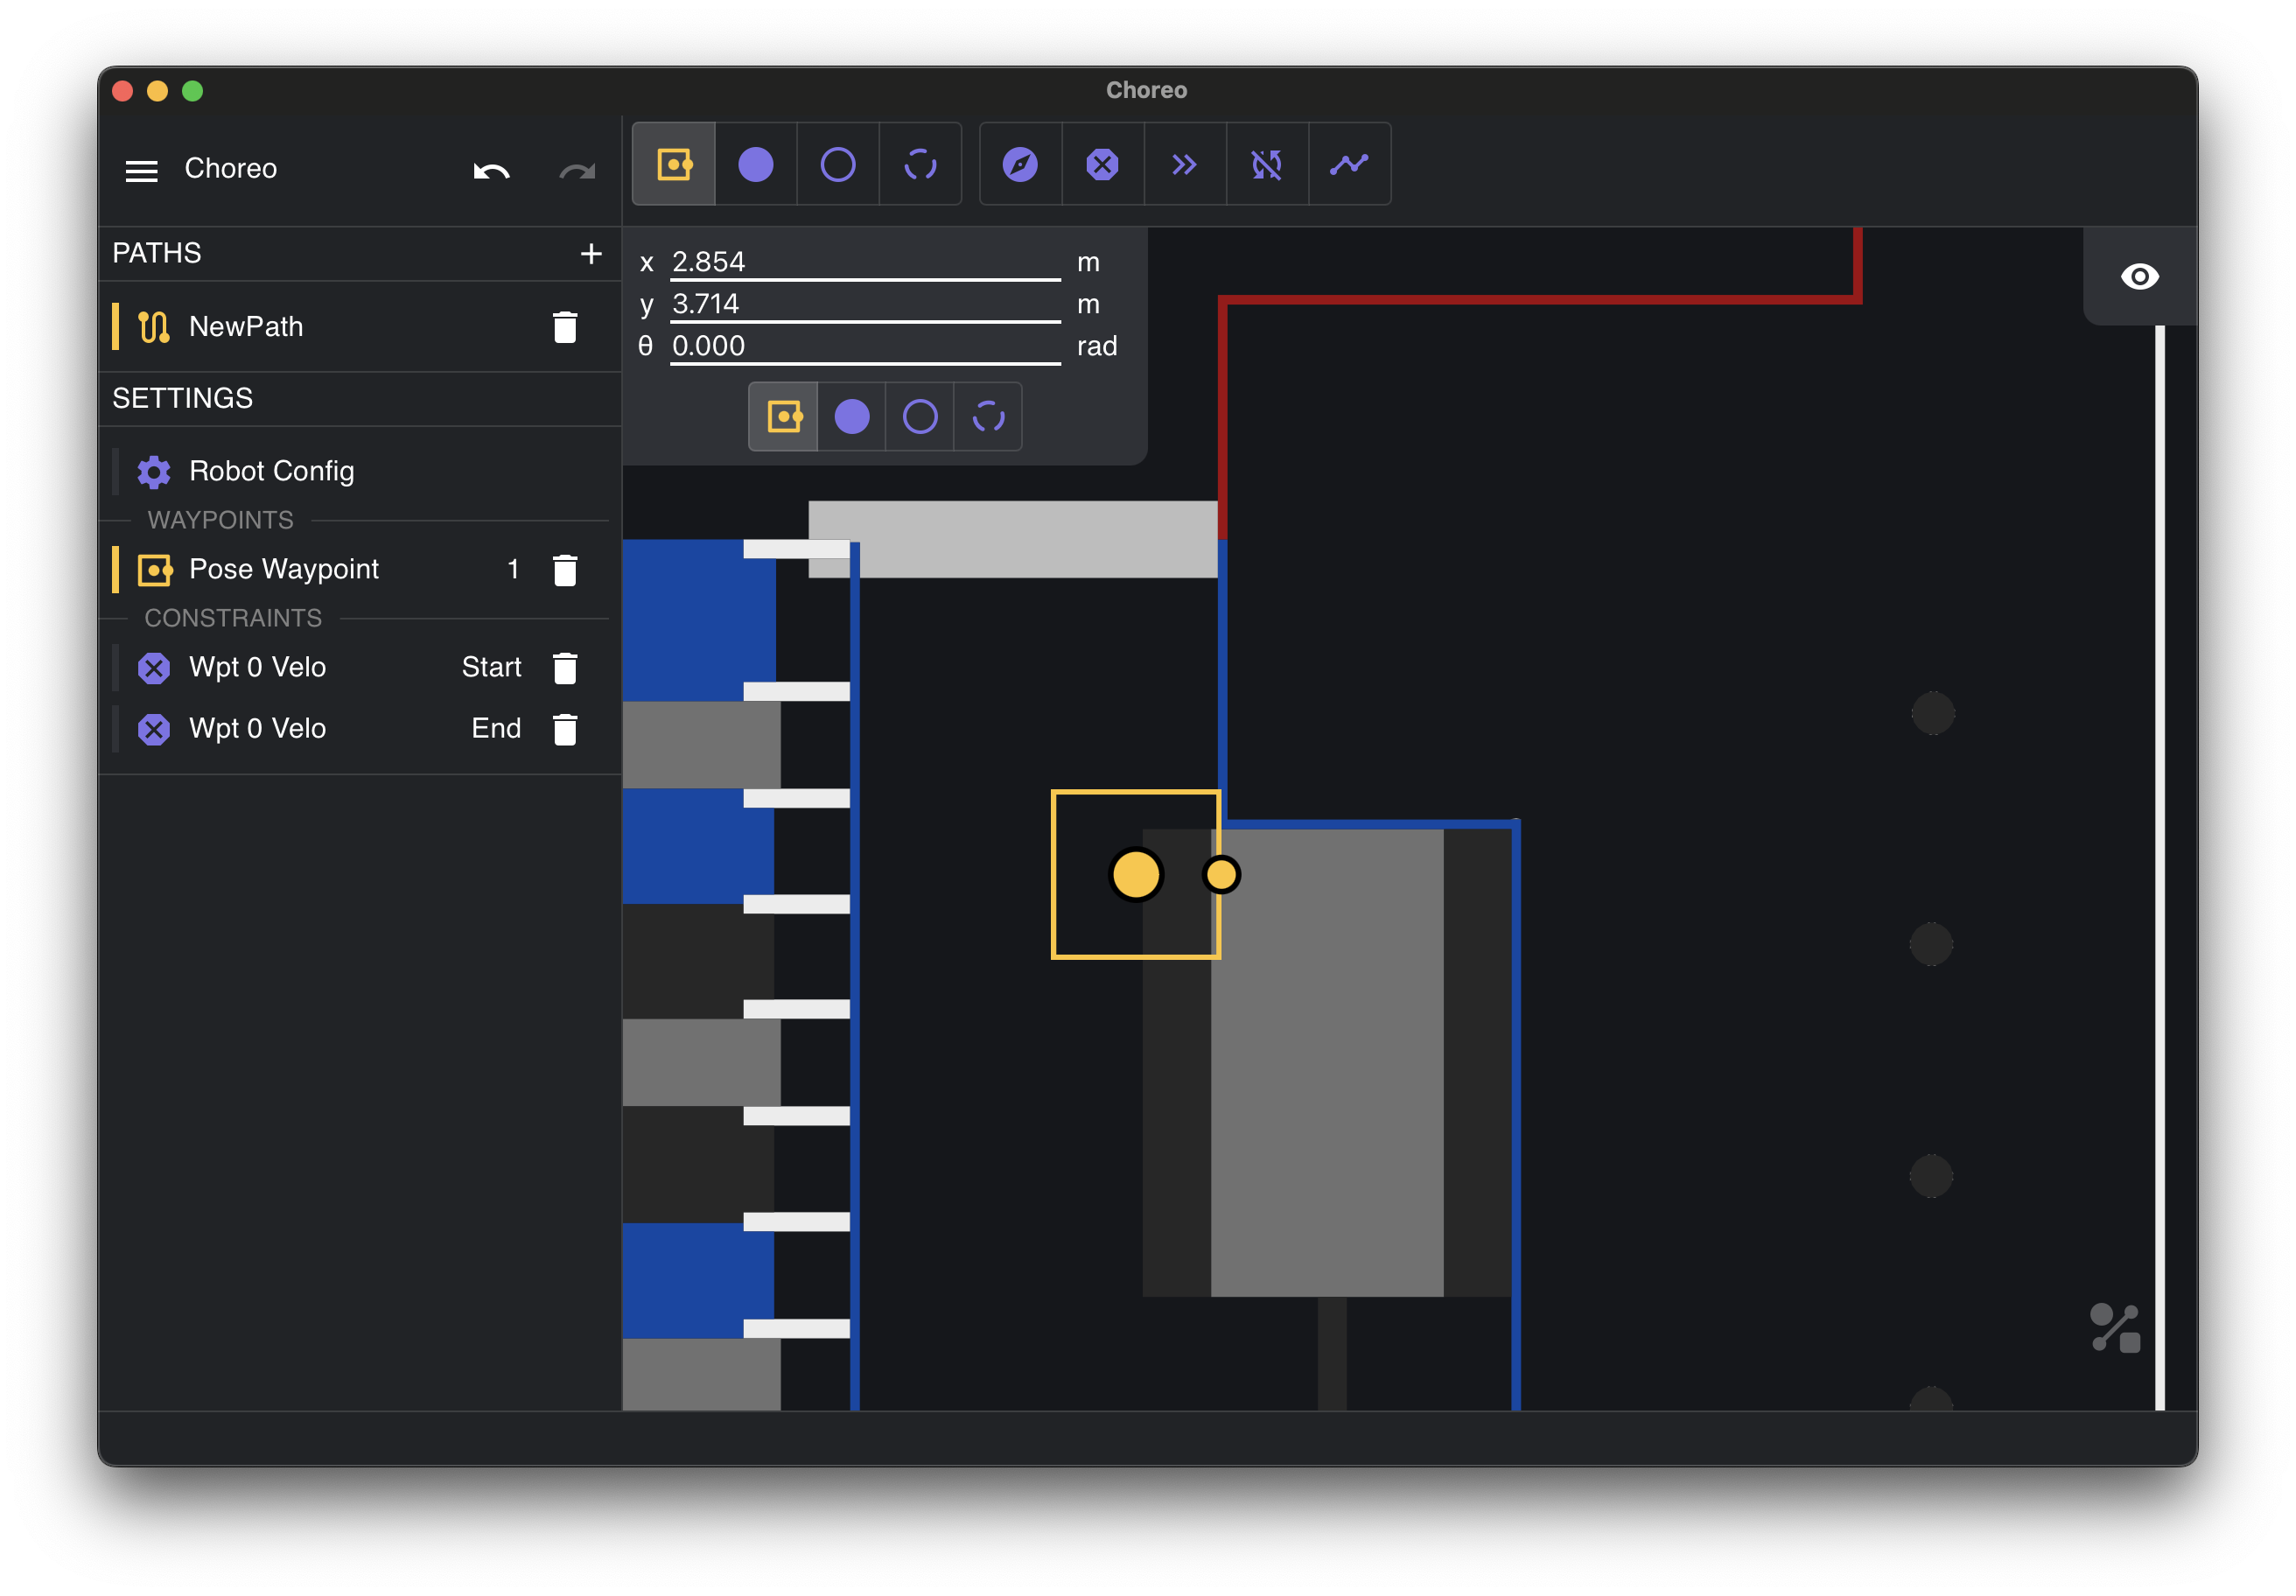 Choreo
Choreo
PATHS
NewPath
SETTINGS
Robot Config
WAYPOINTS
Pose Waypoint 1
CONSTRAINTS
Wpt 0 Velo Start
Wpt 0 Velo End
x 2.854 m
y 3.714 m
θ 0.000 rad